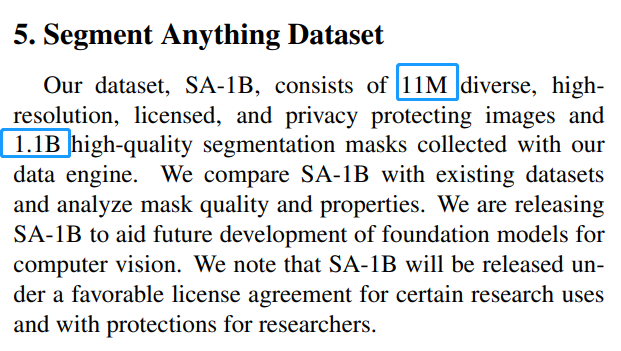 5. Segment Anything Dataset
Our dataset, SA-1B, consists of 11M diverse, high-
resolution, licensed, and privacy protecting images and
1.1B high-quality segmentation masks collected with our
data engine. We compare SA-1B with existing datasets
and analyze mask quality and properties. We are releasing
SA-1B to aid future development of foundation models for
computer vision. We note that SA-1B will be released un-
der a favorable license agreement for certain research uses
and with protections for researchers.